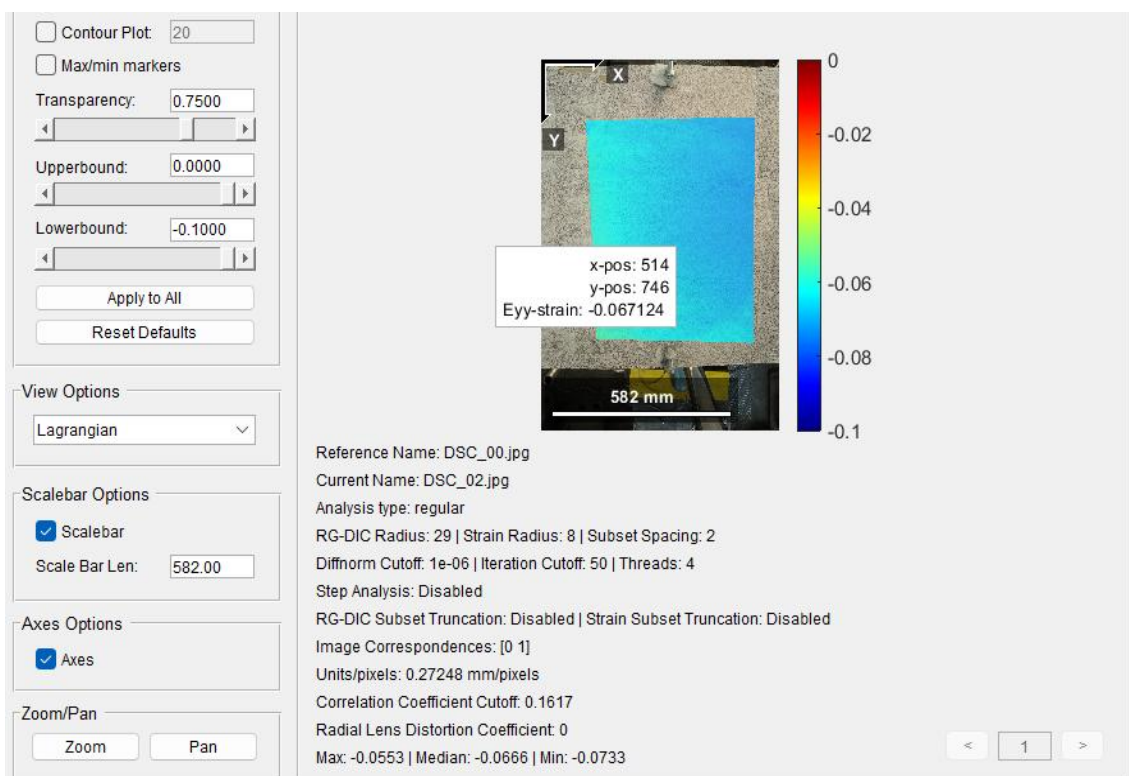 Contour Plot: 20
Max/min markers
Transparency: 0.7500
Upperbound: 0.0000
Lowerbound: -0.1000
Apply to All
Reset Defaults
View Options
Lagrangian
Scalebar Options
Scalebar
Scale Bar Len: 582.00
Axes Options
Axes
Zoom/Pan
Zoom Pan
X
Y
x-pos: 514
y-pos: 746
Eyy-strain: -0.067124
582 mm
0
-0.02
-0.04
-0.06
-0.08
-0.1
Reference Name: DSC_00.jpg
Current Name: DSC_02.jpg
Analysis type: regular
RG-DIC Radius: 29 | Strain Radius: 8 | Subset Spacing: 2
Diffnorm Cutoff: 1e-06 | Iteration Cutoff: 50 | Threads: 4
Step Analysis: Disabled
RG-DIC Subset Truncation: Disabled | Strain Subset Truncation: Disabled
Image Correspondences: [0 1]
Units/pixels: 0.27248 mm/pixels
Correlation Coefficient Cutoff: 0.1617
Radial Lens Distortion Coefficient: 0
Max: -0.0553 | Median: -0.0666 | Min: -0.0733
< 1 >